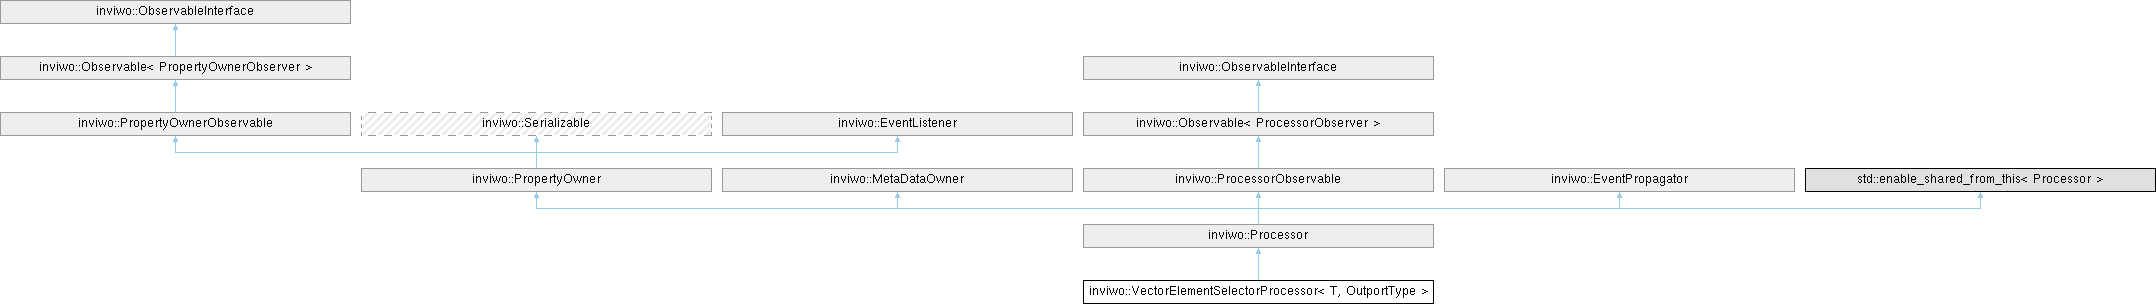 inviwo::ObservableInterface
inviwo::Observable< PropertyOwnerObserver >
inviwo::ObservableInterface
inviwo::PropertyOwnerObservable
inviwo::Serializable
inviwo::EventListener
inviwo::Observable< ProcessorObserver >
inviwo::PropertyOwner
inviwo::MetaDataOwner
inviwo::ProcessorObservable
inviwo::EventPropagator
std::enable_shared_from_this< Processor >
inviwo::Processor
inviwo::VectorElementSelectorProcessor< T, OutportType >